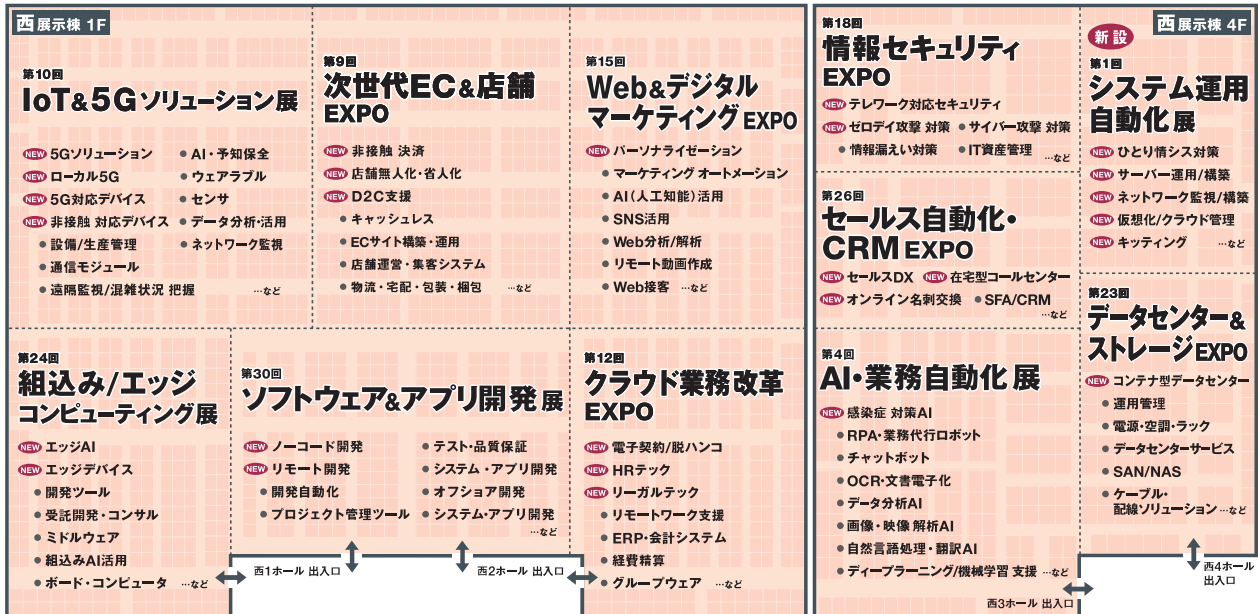 西展示棟 1F
第10回
IoT&5Gソリューション展
NEW 5Gソリューション
NEW ローカル5G
NEW 5G対応デバイス
NEW 非接触 対応デバイス
●設備/生産管理
●通信モジュール
●遠隔監視/混雑状況 把握
●AI・予知保全
●ウェアラブル
●センサ
●データ分析・活用
●ネットワーク監視
…など
第9回
次世代EC&店舗
EXPO
NEW 非接触 決済
NEW 店舗無人化・省人化
NEW D2C支援
●キャッシュレス
●ECサイト構築・運用
●店舗運営・集客システム
●物流・宅配・包装・梱包 …など
第15回
Web&デジタル
マーケティング EXPO
NEW パーソナライゼーション
●マーケティング オートメーション
●AI(人工知能)活用
●SNS活用
●Web分析/解析
●リモート動画作成
●Web接客 …など
第24回
組込み/エッジ
コンピューティング展
NEW エッジAI
NEW エッジデバイス
●開発ツール
●受託開発・コンサル
●ミドルウェア
●組込みAI活用
●ボード・コンピュータ …など
第30回
ソフトウェア&アプリ開発展
NEW ノーコード開発
NEW リモート開発
●開発自動化
●プロジェクト管理ツール
●テスト・品質保証
●システム・アプリ開発
●オフショア開発
●システム・アプリ開発
…など
第12回
クラウド業務改革
EXPO
NEW 電子契約/脱ハンコ
NEW HRテック
NEW リーガルテック
●リモートワーク支援
●ERP・会計システム
●経費精算
●グループウェア …など
西1ホール 出入口
西2ホール 出入口
西展示棟 4F
第18回
情報セキュリティ
EXPO
NEW テレワーク対応セキュリティ
NEW ゼロデイ攻撃 対策 ●サイバー攻撃 対策
●情報漏えい対策 ●IT資産管理 …など
新設
第1回
システム運用
自動化展
NEW ひとり情シス対策
NEW サーバー運用/構築
NEW ネットワーク監視/構築
NEW 仮想化/クラウド管理
NEW キッティング …など
第26回
セールス自動化・
CRM EXPO
NEW セールスDX NEW 在宅型コールセンター
NEW オンライン名刺交換 ●SFA/CRM
…など
第4回
AI・業務自動化展
NEW 感染症 対策AI
●RPA・業務代行ロボット
●チャットボット
●OCR・文書電子化
●データ分析AI
●画像・映像 解析AI
●自然言語処理・翻訳AI
●ディープラーニング/機械学習 支援 …など
第23回
データセンター&
ストレージEXPO
NEW コンテナ型データセンター
●運用管理
●電源・空調・ラック
●データセンターサービス
●SAN/NAS
●ケーブル・
配線ソリューション …など
西3ホール 出入口
西4ホール
出入口